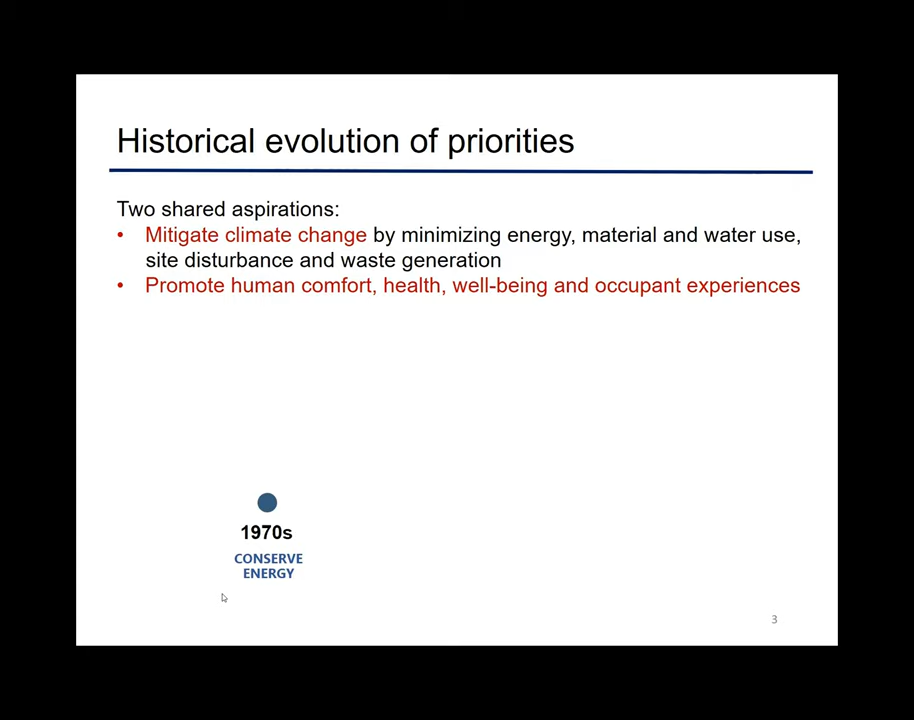 Historical evolution of priorities
Two shared aspirations:
• Mitigate climate change by minimizing energy, material and water use,
site disturbance and waste generation
• Promote human comfort, health, well-being and occupant experiences
1970s
CONSERVE
ENERGY
3